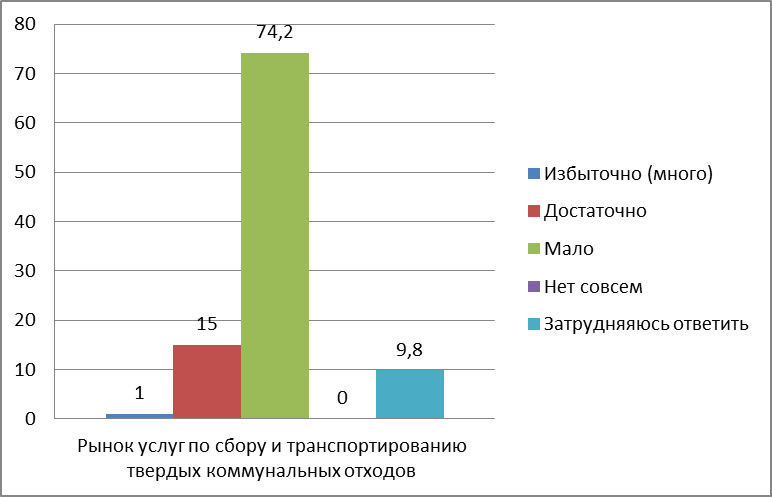 80
70
60
50
40
30
20
10
0
1
15
74,2
0
9,8
Рынок услуг по сбору и транспортированию
твердых коммунальных отходов
Избыточно (много)
Достаточно
Мало
Нет совсем
Затрудняяюсь ответить